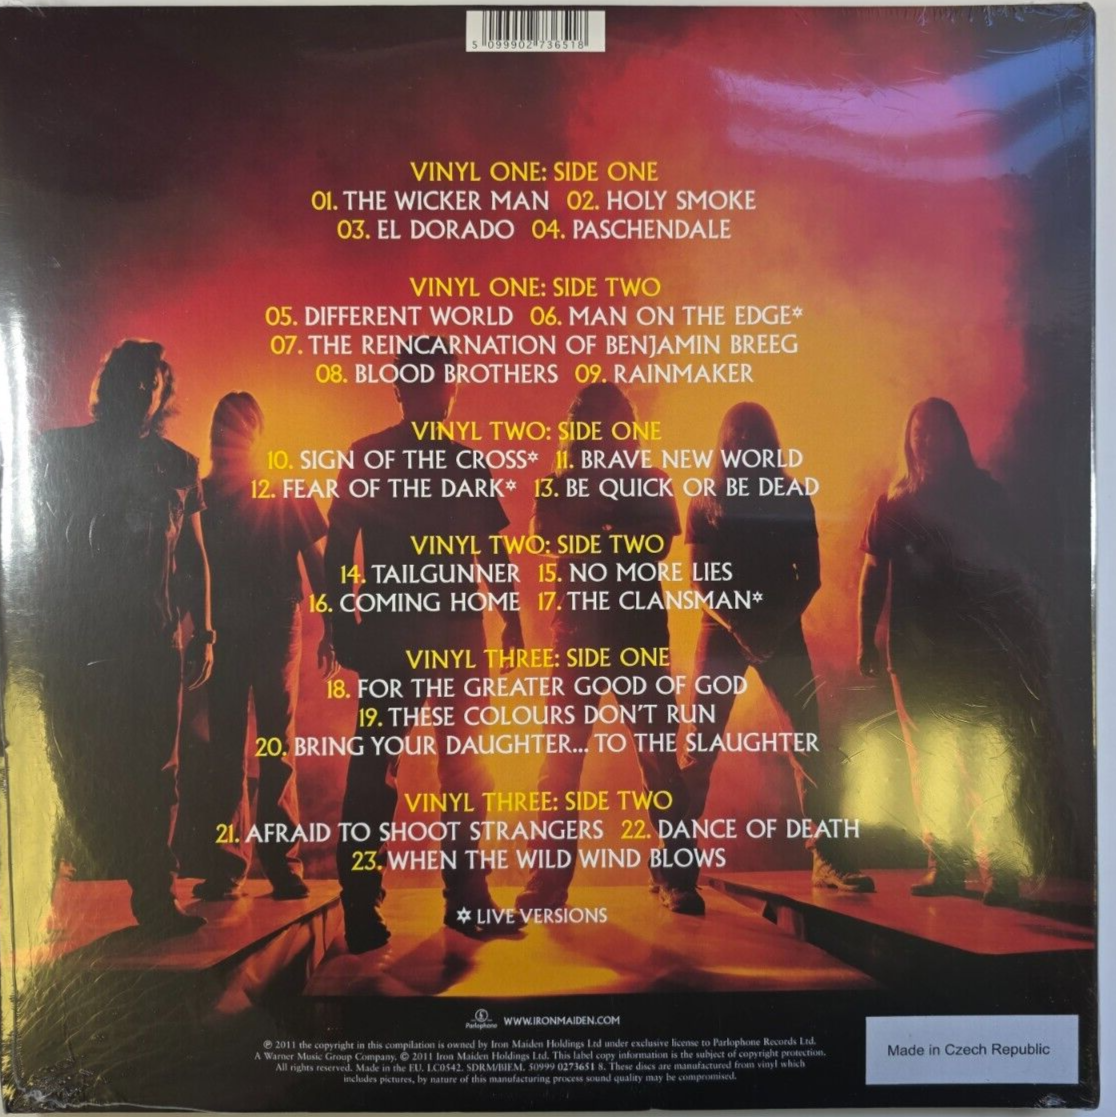 5 099902 736518
VINYL ONE: SIDE ONE
01. THE WICKER MAN 02. HOLY SMOKE
03. EL DORADO 04. PASCHENDALE
VINYL ONE: SIDE TWO
05. DIFFERENT WORLD 06. MAN ON THE EDGE✡
07. THE REINCARNATION OF BENJAMIN BREEG
08. BLOOD BROTHERS 09. RAINMAKER
VINYL TWO: SIDE ONE
10. SIGN OF THE CROSS✡ 11. BRAVE NEW WORLD
12. FEAR OF THE DARK✡ 13. BE QUICK OR BE DEAD
VINYL TWO: SIDE TWO
14. TAILGUNNER 15. NO MORE LIES
16. COMING HOME 17. THE CLANSMAN✡
VINYL THREE: SIDE ONE
18. FOR THE GREATER GOOD OF GOD
19. THESE COLOURS DON'T RUN
20. BRING YOUR DAUGHTER... TO THE SLAUGHTER
VINYL THREE: SIDE TWO
21. AFRAID TO SHOOT STRANGERS 22. DANCE OF DEATH
23. WHEN THE WILD WIND BLOWS
✡ LIVE VERSIONS
Parlophone WWW.IRONMAIDEN.COM
℗ 2011 the copyright in this compilation is owned by Iron Maiden Holdings Ltd under exclusive license to Parlophone Records Ltd.
A Warner Music Group Company. © 2011 Iron Maiden Holdings Ltd. This label copy information is the subject of copyright protection.
All rights reserved. Made in the EU. LC0542. SDRM/BIEM. 50999 0273651 8. These discs are manufactured from vinyl which
includes pictures, by nature of this manufacturing process sound quality may be compromised.
Made in Czech Republic